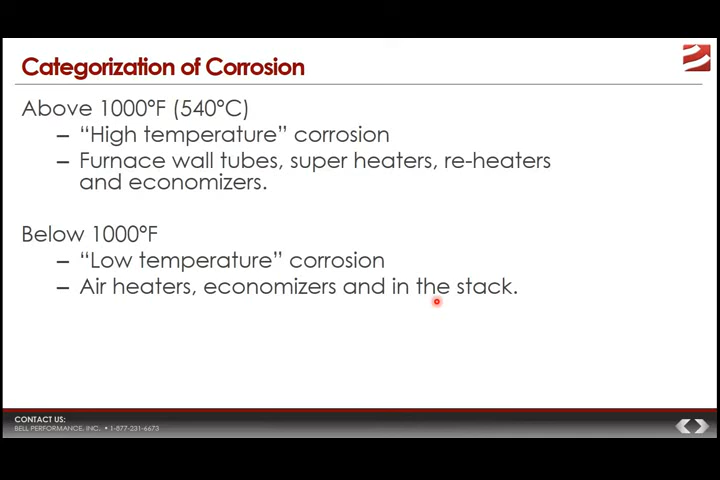 Categorization of Corrosion
Above 1000°F (540°C)
– “High temperature” corrosion
– Furnace wall tubes, super heaters, re-heaters
and economizers.
Below 1000°F
– “Low temperature” corrosion
– Air heaters, economizers and in the stack.
CONTACT US:
BELL PERFORMANCE, INC. • 1-877-231-6673